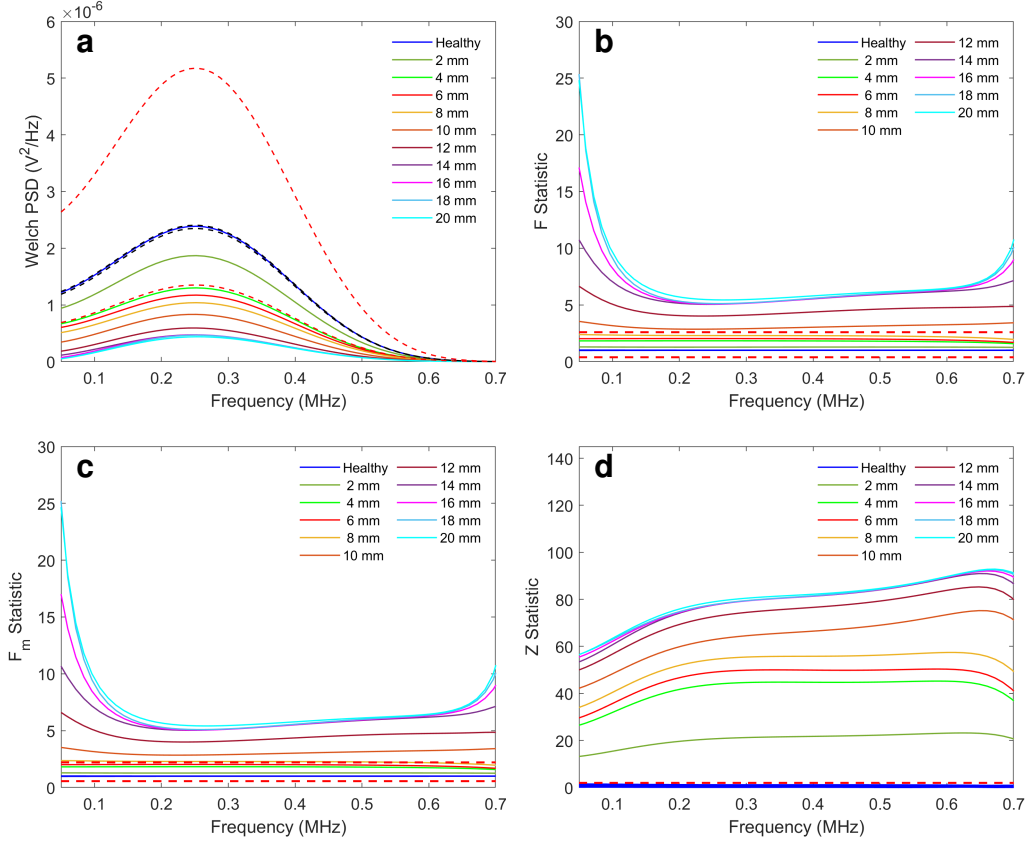 ×10⁻⁶
a
6
5
4
3
2
1
0
0.1 0.2 0.3 0.4 0.5 0.6 0.7
Frequency (MHz)
Welch PSD (V²/Hz)
Healthy
2 mm
4 mm
6 mm
8 mm
10 mm
12 mm
14 mm
16 mm
18 mm
20 mm
b
30
25
20
15
10
5
0
0.1 0.2 0.3 0.4 0.5 0.6 0.7
Frequency (MHz)
F Statistic
Healthy 12 mm
2 mm 14 mm
4 mm 16 mm
6 mm 18 mm
8 mm 20 mm
10 mm
c
30
25
20
15
10
5
0
0.1 0.2 0.3 0.4 0.5 0.6 0.7
Frequency (MHz)
Fₘ Statistic
Healthy 12 mm
2 mm 14 mm
4 mm 16 mm
6 mm 18 mm
8 mm 20 mm
10 mm
d
140
120
100
80
60
40
20
0
0.1 0.2 0.3 0.4 0.5 0.6 0.7
Frequency (MHz)
Z Statistic
Healthy 12 mm
2 mm 14 mm
4 mm 16 mm
6 mm 18 mm
8 mm 20 mm
10 mm